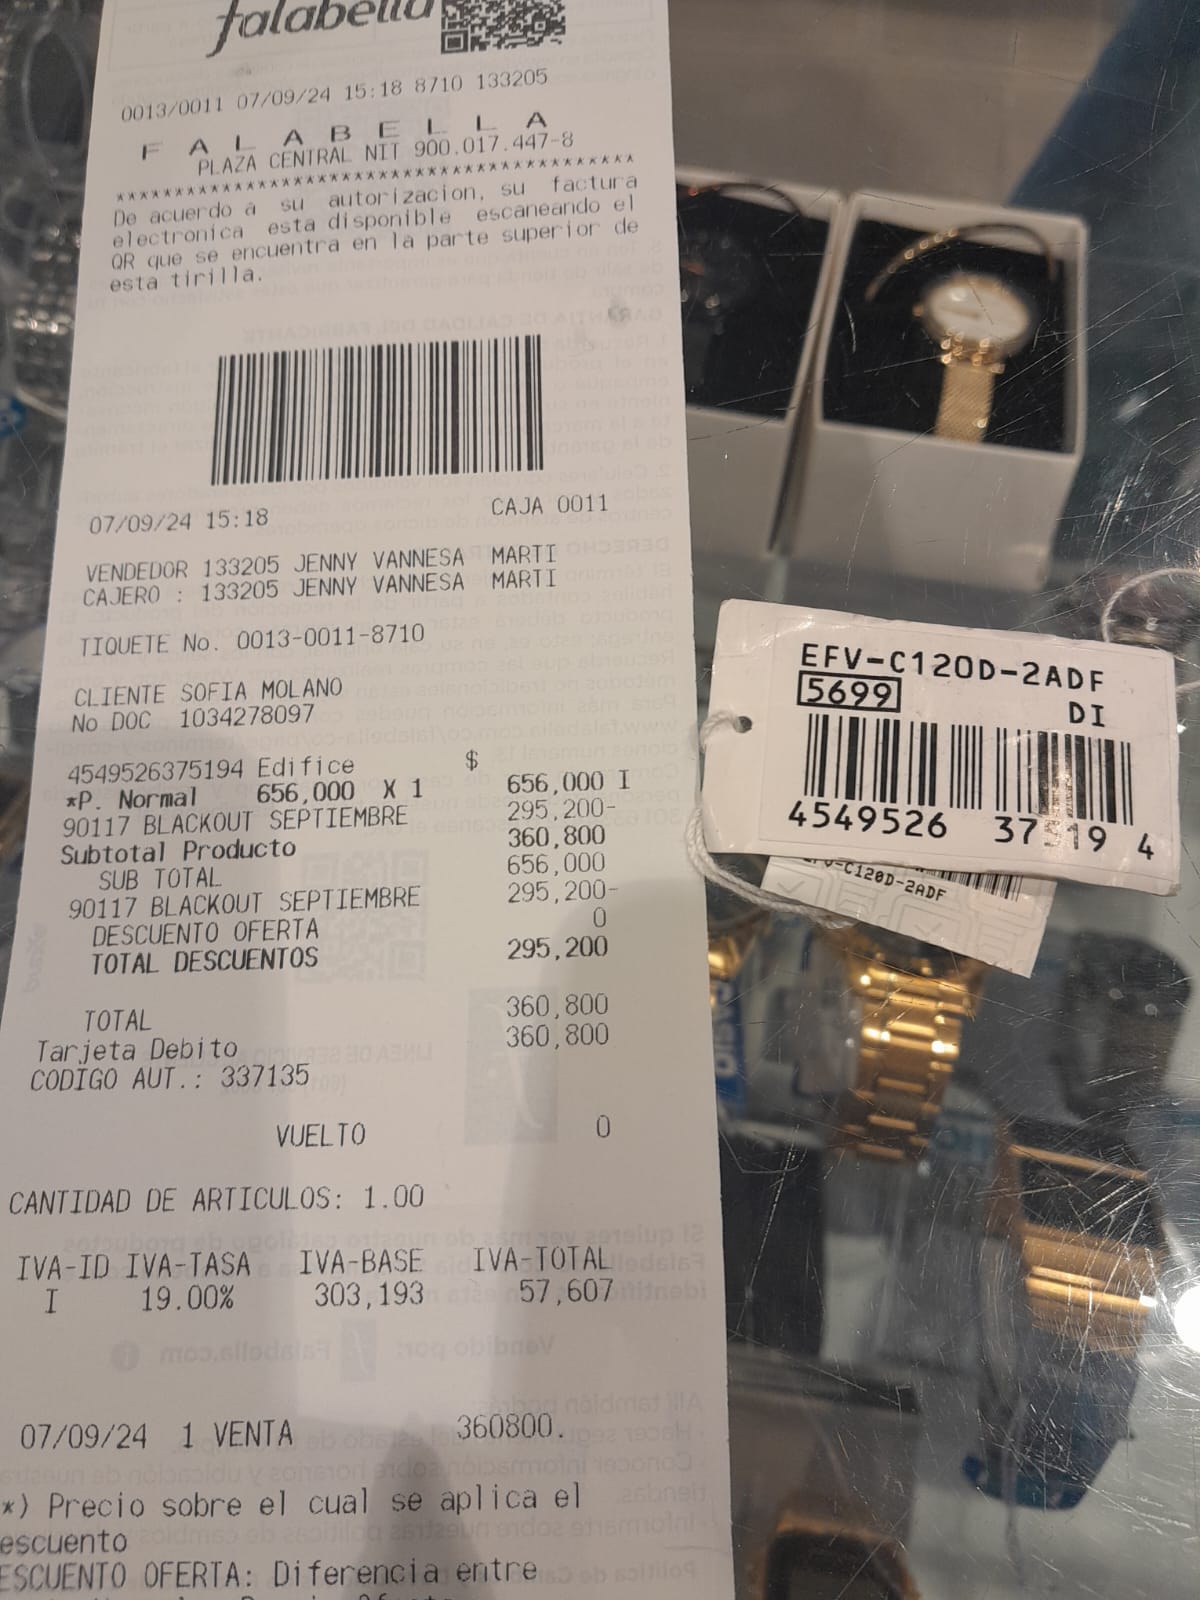 falabella
0013/0011 07/09/24 15:18 8710 133205
F A L A B E L L A
PLAZA CENTRAL NIT 900.017.447-8
****************************************
De acuerdo a su autorizacion, su factura
electronica esta disponible escaneando el
QR que se encuentra en la parte superior de
esta tirilla.
07/09/24 15:18 CAJA 0011
VENDEDOR 133205 JENNY VANNESA MARTI
CAJERO : 133205 JENNY VANNESA MARTI
TIQUETE No. 0013-0011-8710
CLIENTE SOFIA MOLANO
No DOC 1034278097
4549526375194 Edifice $
*P. Normal 656,000 X 1 656,000 I
90117 BLACKOUT SEPTIEMBRE 295,200-
Subtotal Producto 360,800
SUB TOTAL 656,000
90117 BLACKOUT SEPTIEMBRE 295,200-
DESCUENTO OFERTA 0
TOTAL DESCUENTOS 295,200
TOTAL 360,800
Tarjeta Debito 360,800
CODIGO AUT.: 337135
VUELTO 0
CANTIDAD DE ARTICULOS: 1.00
IVA-ID IVA-TASA IVA-BASE IVA-TOTAL
I 19.00% 303,193 57,607
07/09/24 1 VENTA 360800.
*) Precio sobre el cual se aplica el
escuento
ESCUENTO OFERTA: Diferencia entre
EFV-C120D-2ADF
5699 DI
4549526 37519 4
EFV-C120D-2ADF